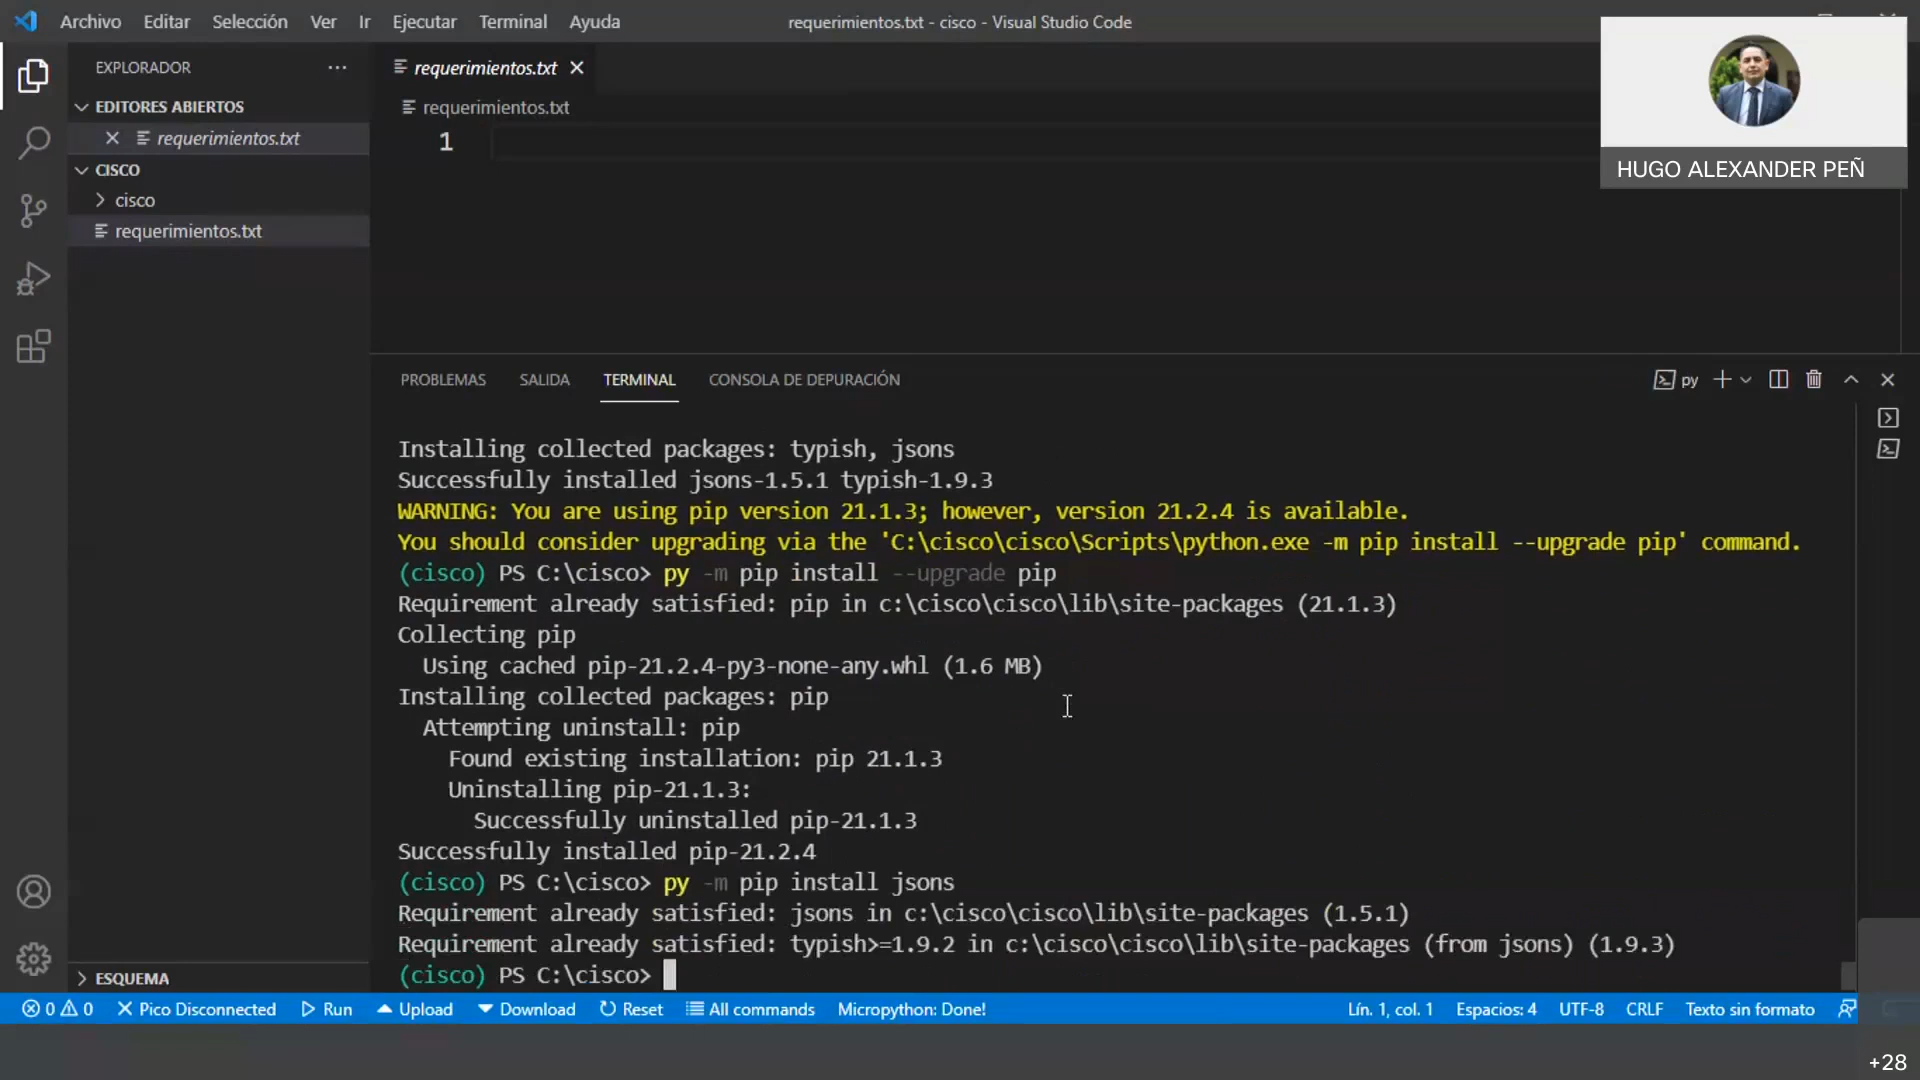 Archivo Editar Selección Ver Ir Ejecutar Terminal Ayuda
requerimientos.txt - cisco - Visual Studio Code
HUGO ALEXANDER PEÑ
EXPLORADOR
EDITORES ABIERTOS
requerimientos.txt
CISCO
cisco
requerimientos.txt
ESQUEMA
requerimientos.txt
requerimientos.txt
1
PROBLEMAS SALIDA TERMINAL CONSOLA DE DEPURACIÓN
py
Installing collected packages: typish, jsons
Successfully installed jsons-1.5.1 typish-1.9.3
WARNING: You are using pip version 21.1.3; however, version 21.2.4 is available.
You should consider upgrading via the 'C:\cisco\cisco\Scripts\python.exe -m pip install --upgrade pip' command.
(cisco) PS C:\cisco> py -m pip install --upgrade pip
Requirement already satisfied: pip in c:\cisco\cisco\lib\site-packages (21.1.3)
Collecting pip
Using cached pip-21.2.4-py3-none-any.whl (1.6 MB)
Installing collected packages: pip
Attempting uninstall: pip
Found existing installation: pip 21.1.3
Uninstalling pip-21.1.3:
Successfully uninstalled pip-21.1.3
Successfully installed pip-21.2.4
(cisco) PS C:\cisco> py -m pip install jsons
Requirement already satisfied: jsons in c:\cisco\cisco\lib\site-packages (1.5.1)
Requirement already satisfied: typish>=1.9.2 in c:\cisco\cisco\lib\site-packages (from jsons) (1.9.3)
(cisco) PS C:\cisco>
0 0 Pico Disconnected Run Upload Download Reset All commands Micropython: Done! Lín. 1, col. 1 Espacios: 4 UTF-8 CRLF Texto sin formato
+28